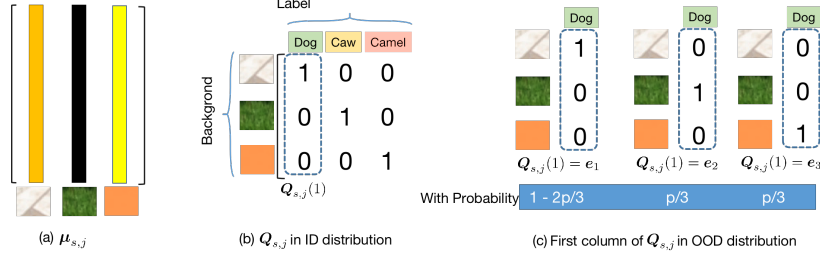 (a) μ_{s,j}
Label
Dog Caw Camel
Background
1 0 0
0 1 0
0 0 1
Q_{s,j}(1)
(b) Q_{s,j} in ID distribution
Dog Dog Dog
1 0 0
0 1 0
0 0 1
Q_{s,j}(1) = e_1 Q_{s,j}(1) = e_2 Q_{s,j}(1) = e_3
With Probability 1 - 2p/3 p/3 p/3
(c) First column of Q_{s,j} in OOD distribution